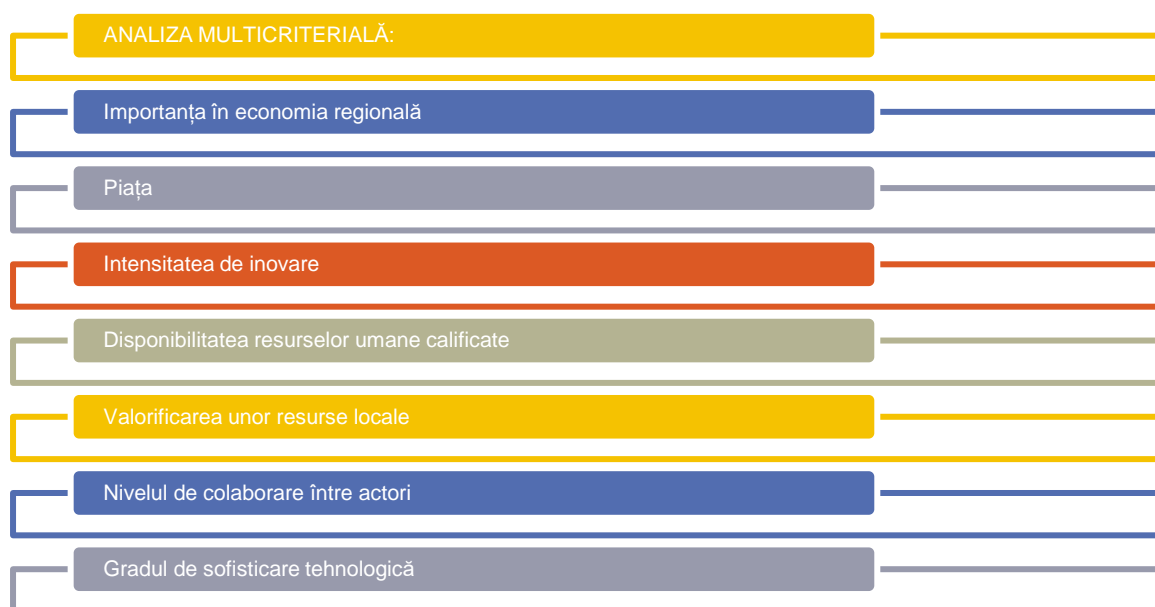 ANALIZA MULTICRITERIALĂ:
Importanța în economia regională
Piața
Intensitatea de inovare
Disponibilitatea resurselor umane calificate
Valorificarea unor resurse locale
Nivelul de colaborare între actori
Gradul de sofisticare tehnologică